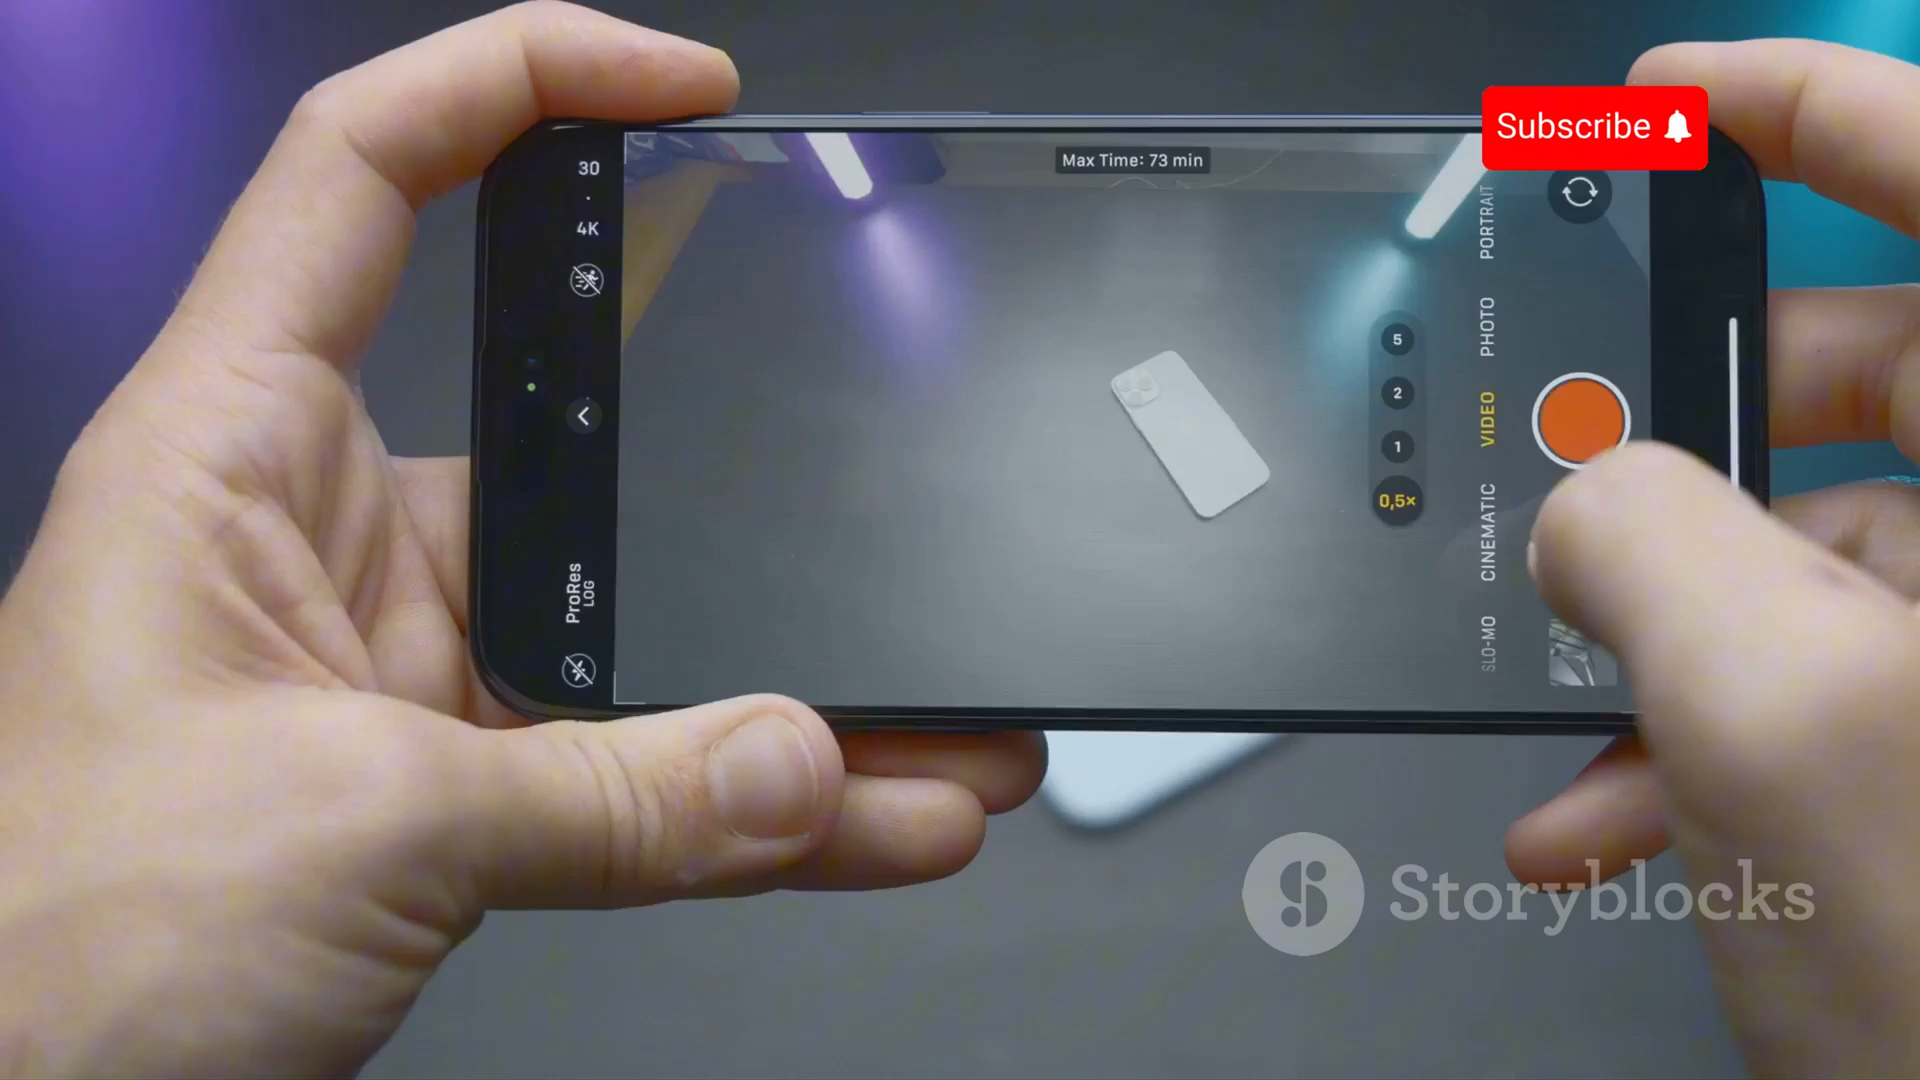 Subscribe
Max Time: 73 min
30
4K
ProRes
LOG
5
2
1
0,5×
PORTRAIT
PHOTO
VIDEO
CINEMATIC
SLO-MO
Storyblocks